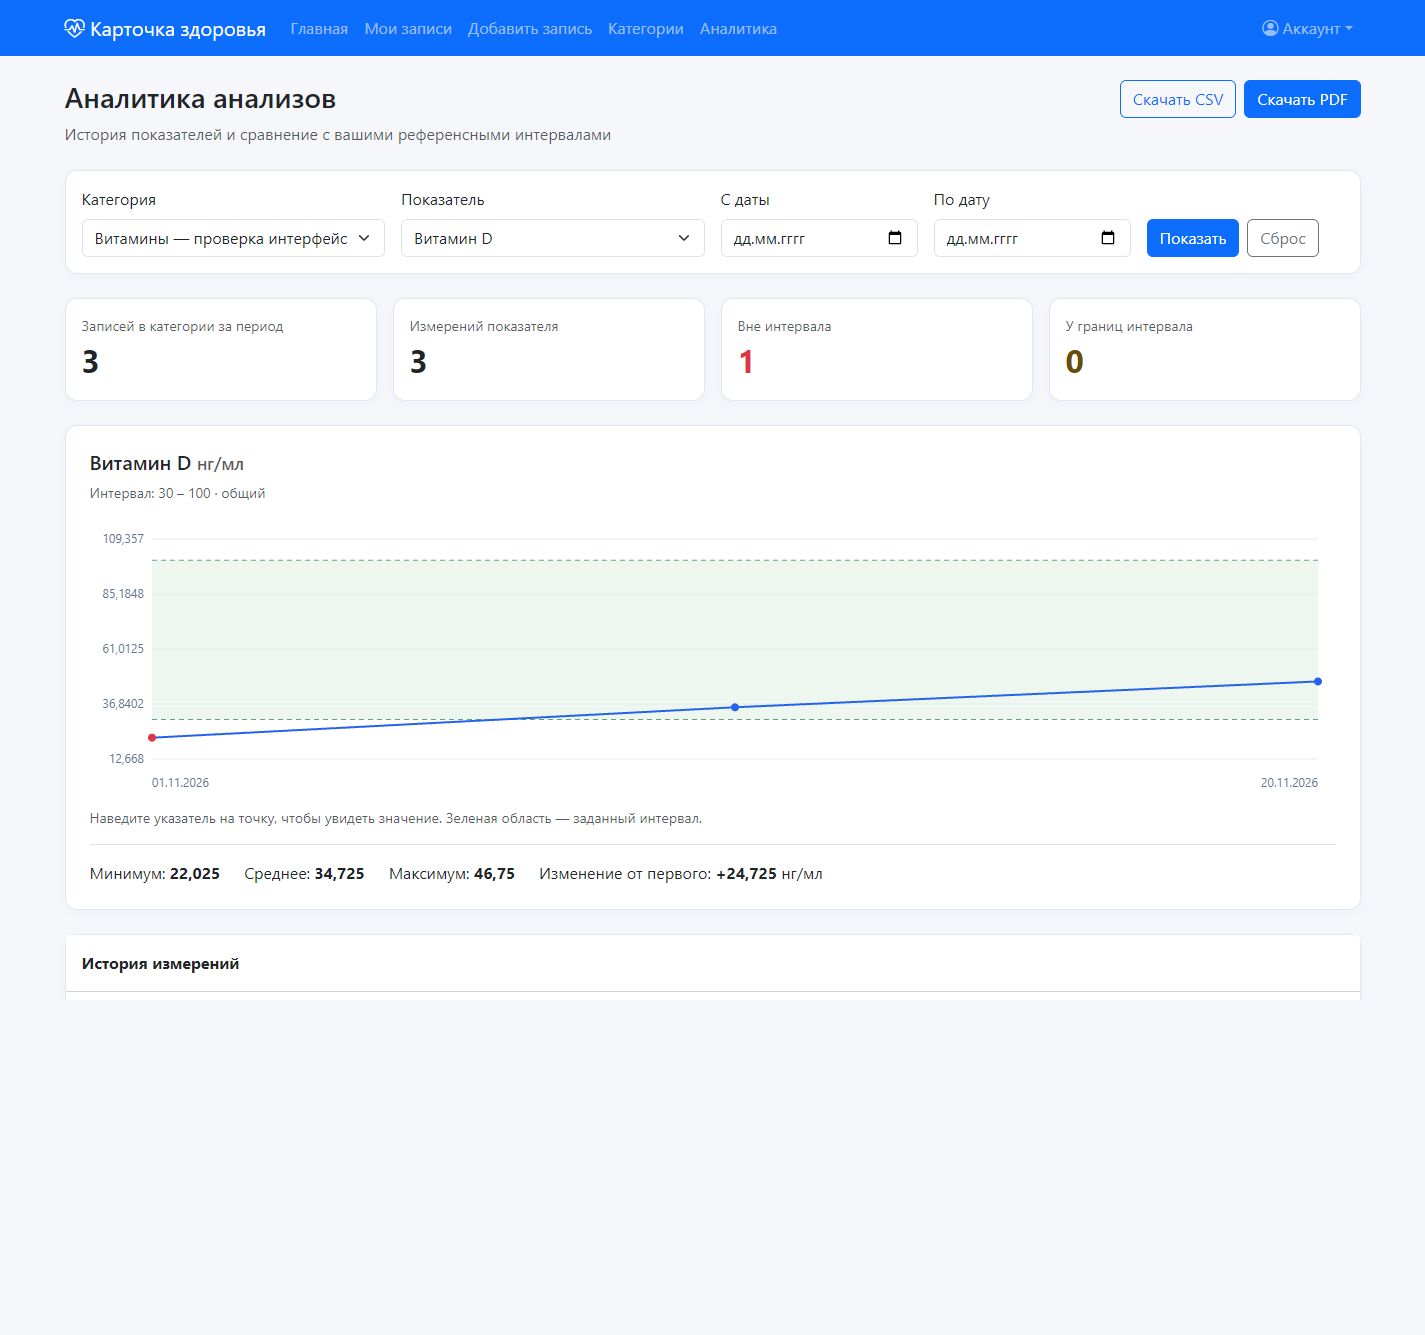 Карточка здоровья Главная Мои записи Добавить запись Категории Аналитика Аккаунт
Аналитика анализов
Скачать CSV Скачать PDF
История показателей и сравнение с вашими референсными интервалами
Категория Показатель С даты По дату
Витамины — проверка интерфейс Витамин D дд.мм.гггг дд.мм.гггг Показать Сброс
Записей в категории за период
3
Измерений показателя
3
Вне интервала
1
У границ интервала
0
Витамин D нг/мл
Интервал: 30 – 100 · общий
109,357
85,1848
61,0125
36,8402
12,668
01.11.2026 20.11.2026
Наведите указатель на точку, чтобы увидеть значение. Зеленая область — заданный интервал.
Минимум: 22,025 Среднее: 34,725 Максимум: 46,75 Изменение от первого: +24,725 нг/мл
История измерений